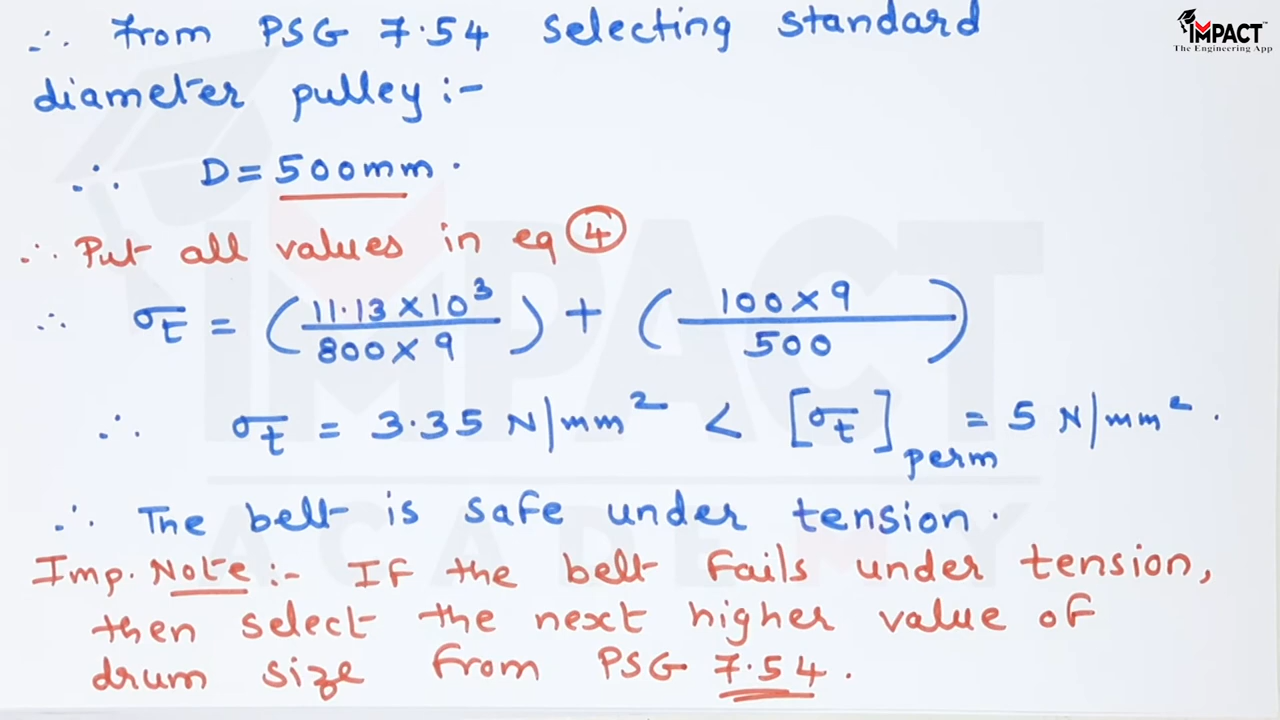 IMPACT
The Engineering App
∴ From PSG 7.54 selecting standard
diameter pulley :-
∴ D = 500mm.
∴ Put all values in eq ④
∴ σt = (11.13 × 10³ / 800 × 9) + (100 × 9 / 500)
∴ σt = 3.35 N/mm² < [σt]perm = 5 N/mm².
∴ The belt is safe under tension.
Imp. Note :- If the belt fails under tension,
then select the next higher value of
drum size from PSG 7.54.
IMPACT
ACADEMY